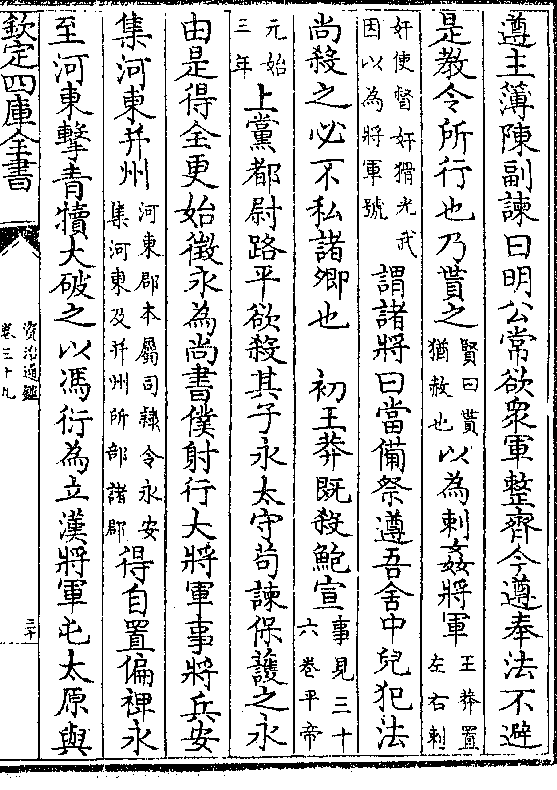 遵主簿陳副諫曰明公常欲衆軍整齊今遵奉法不避
是教令所行也乃貰之賢曰貰猶赦也以為刺姦將軍王莽置左右刺
奸使督奸猾光武因以為將軍號謂諸將曰當備祭遵吾舍中兒犯法
尚殺之必不私諸卿也 初王莽既殺鮑宣事見三十六卷平帝
元始三年上黨都尉路平欲殺其子永太守苟諫保護之永
由是得全更始徵永為尚書僕射行大將軍事將兵安
集河東并州河東郡本屬司隸令永安集河東及并州所部諸郡得自置偏裨永
至河東擊青犢大破之以馮衍為立漢將軍屯太原與
欽定四庫全書
資治通鑑
卷三十九
三十